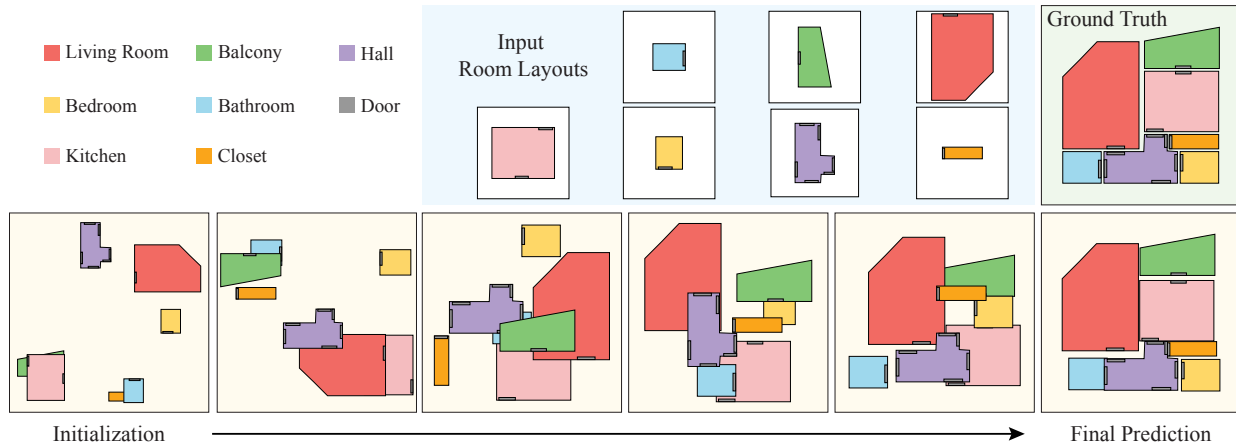 Living Room
Balcony
Hall
Bedroom
Bathroom
Door
Kitchen
Closet
Input
Room Layouts
Ground Truth
Initialization
Final Prediction